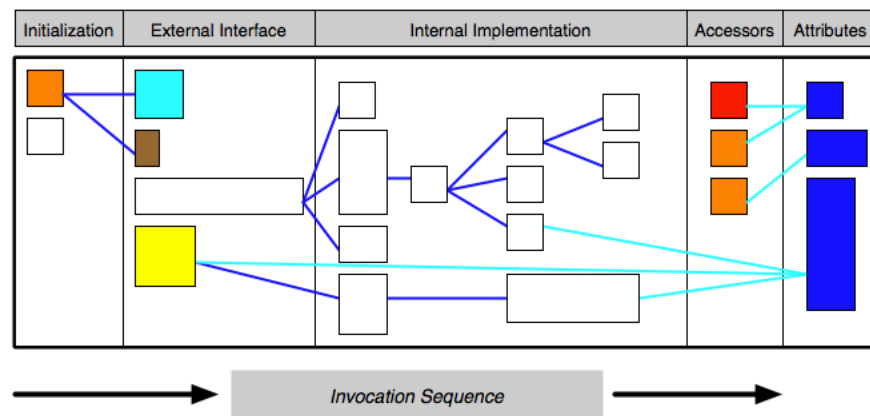 Initialization External Interface Internal Implementation Accessors Attributes
Invocation Sequence